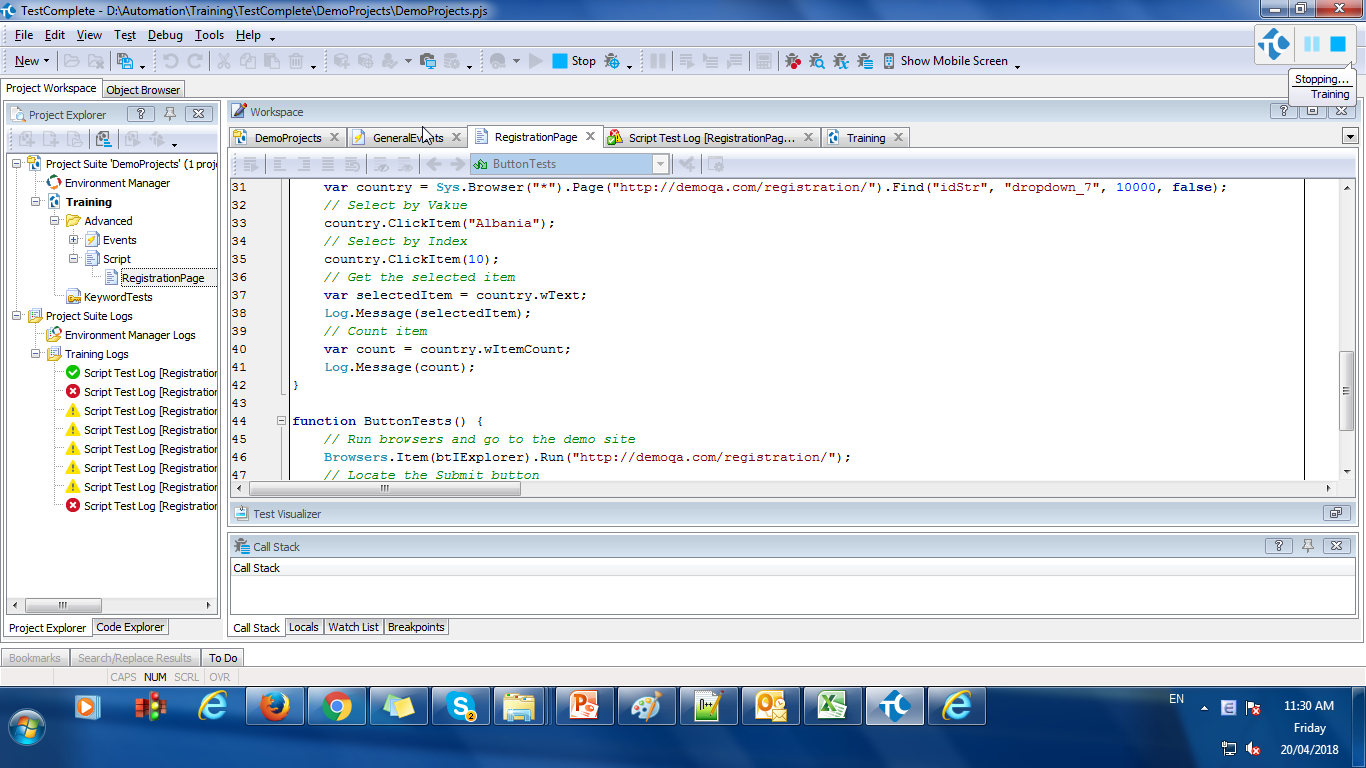 TestComplete - D:\Automation\Training\TestComplete\DemoProjects\DemoProjects.pjs
File Edit View Test Debug Tools Help
New Stop Show Mobile Screen
Stopping...
Training
Project Workspace Object Browser
Project Explorer
Project Suite 'DemoProjects' (1 proj
Environment Manager
Training
Advanced
Events
Script
RegistrationPage
KeywordTests
Project Suite Logs
Environment Manager Logs
Training Logs
Script Test Log [Registration
Script Test Log [Registration
Script Test Log [Registration
Script Test Log [Registration
Script Test Log [Registration
Script Test Log [Registration
Script Test Log [Registration
Script Test Log [Registration
Project Explorer Code Explorer
Workspace
DemoProjects GeneralEvents RegistrationPage Script Test Log [RegistrationPag... Training
ButtonTests
31 var country = Sys.Browser("*").Page("http://demoqa.com/registration/").Find("idStr", "dropdown_7", 10000, false);
32 // Select by Vakue
33 country.ClickItem("Albania");
34 // Select by Index
35 country.ClickItem(10);
36 // Get the selected item
37 var selectedItem = country.wText;
38 Log.Message(selectedItem);
39 // Count item
40 var count = country.wItemCount;
41 Log.Message(count);
42 }
43
44 function ButtonTests() {
45 // Run browsers and go to the demo site
46 Browsers.Item(btIExplorer).Run("http://demoqa.com/registration/");
47 // Locate the Submit button
Test Visualizer
Call Stack
Call Stack
Call Stack Locals Watch List Breakpoints
Bookmarks Search/Replace Results To Do
CAPS NUM SCRL OVR
EN
11:30 AM
Friday
20/04/2018